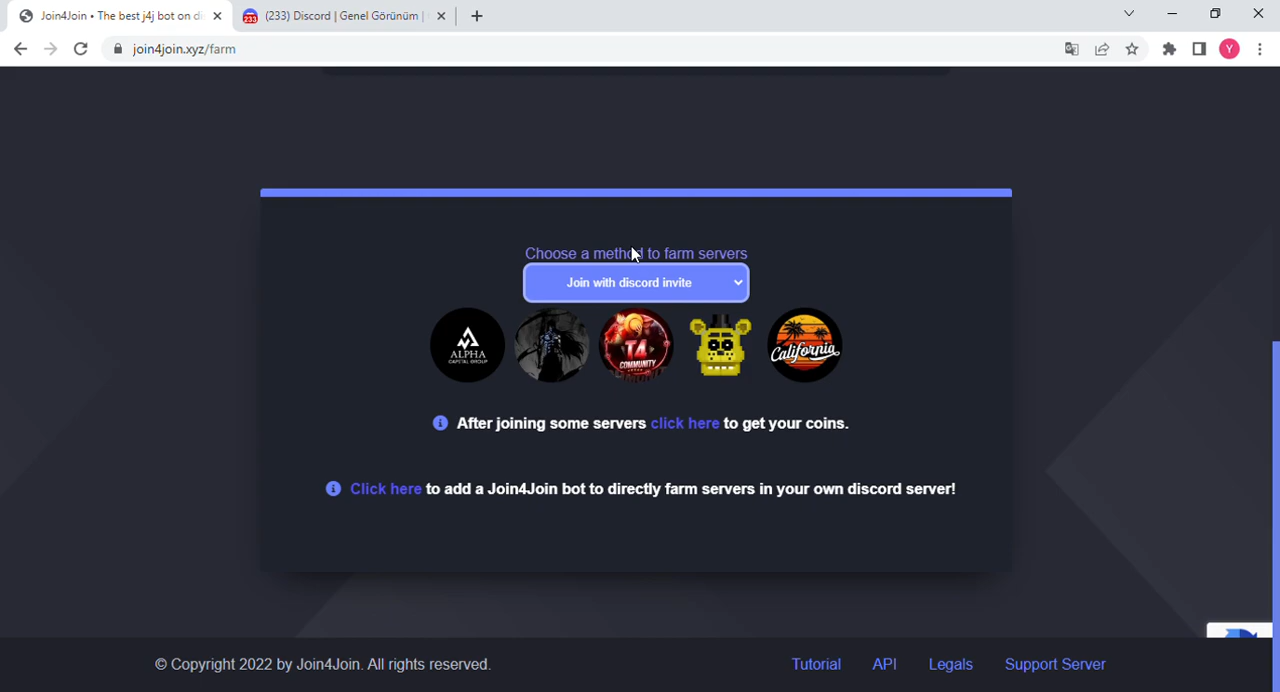 Join4Join • The best j4j bot on di
(233) Discord | Genel Görünüm |
join4join.xyz/farm
Y
Choose a method to farm servers
Join with discord invite
ALPHA
CAPITAL GROUP
T4
COMMUNITY
California
After joining some servers click here to get your coins.
Click here to add a Join4Join bot to directly farm servers in your own discord server!
© Copyright 2022 by Join4Join. All rights reserved.
Tutorial API Legals Support Server